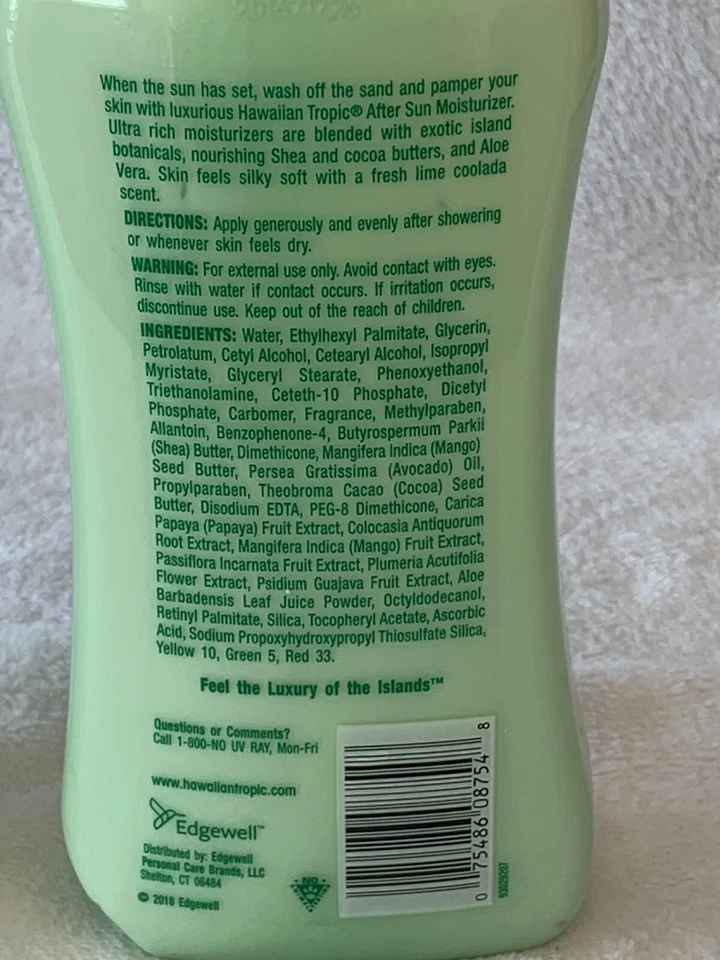 When the sun has set, wash off the sand and pamper your
skin with luxurious Hawaiian Tropic® After Sun Moisturizer.
Ultra rich moisturizers are blended with exotic island
botanicals, nourishing Shea and cocoa butters, and Aloe
Vera. Skin feels silky soft with a fresh lime coolada
scent.
DIRECTIONS: Apply generously and evenly after showering
or whenever skin feels dry.
WARNING: For external use only. Avoid contact with eyes.
Rinse with water if contact occurs. If irritation occurs,
discontinue use. Keep out of the reach of children.
INGREDIENTS: Water, Ethylhexyl Palmitate, Glycerin,
Petrolatum, Cetyl Alcohol, Cetearyl Alcohol, Isopropyl
Myristate, Glyceryl Stearate, Phenoxyethanol,
Triethanolamine, Ceteth-10 Phosphate, Dicetyl
Phosphate, Carbomer, Fragrance, Methylparaben,
Allantoin, Benzophenone-4, Butyrospermum Parkii
(Shea) Butter, Dimethicone, Mangifera Indica (Mango)
Seed Butter, Persea Gratissima (Avocado) Oil,
Propylparaben, Theobroma Cacao (Cocoa) Seed
Butter, Disodium EDTA, PEG-8 Dimethicone, Carica
Papaya (Papaya) Fruit Extract, Colocasia Antiquorum
Root Extract, Mangifera Indica (Mango) Fruit Extract,
Passiflora Incarnata Fruit Extract, Plumeria Acutifolia
Flower Extract, Psidium Guajava Fruit Extract, Aloe
Barbadensis Leaf Juice Powder, Octyldodecanol,
Retinyl Palmitate, Silica, Tocopheryl Acetate, Ascorbic
Acid, Sodium Propoxyhydroxypropyl Thiosulfate Silica,
Yellow 10, Green 5, Red 33.
Feel the Luxury of the Islands™
Questions or Comments?
Call 1-800-NO UV RAY, Mon-Fri
www.hawaiiantropic.com
Edgewell™
Distributed by: Edgewell
Personal Care Brands, LLC
Shelton, CT 06484
© 2018 Edgewell
NO
0 75486 08754 8